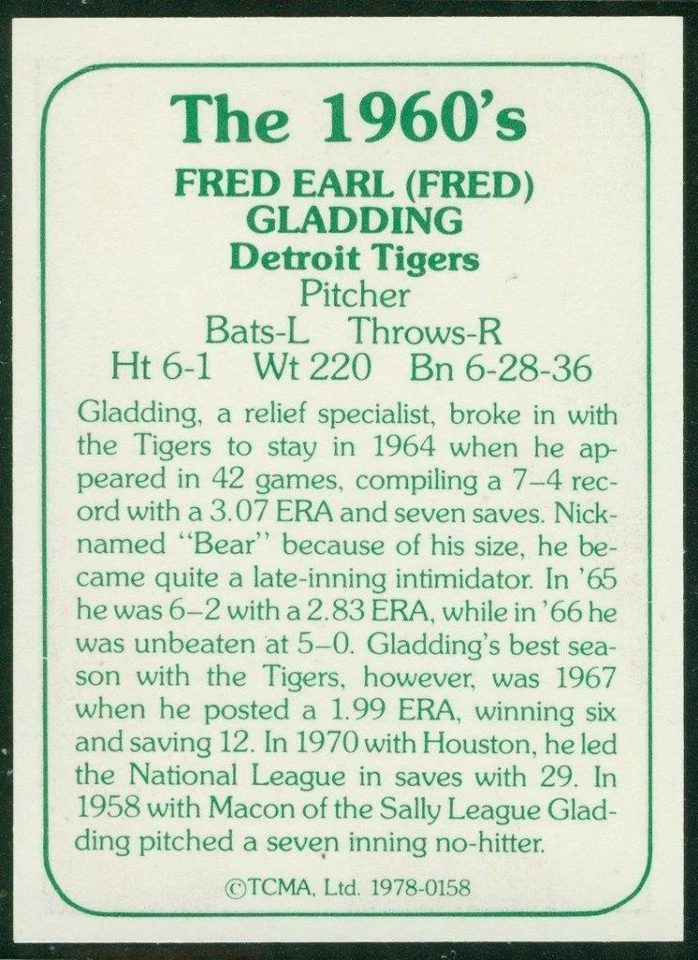 The 1960's
FRED EARL (FRED)
GLADDING
Detroit Tigers
Pitcher
Bats-L Throws-R
Ht 6-1 Wt 220 Bn 6-28-36
Gladding, a relief specialist, broke in with
the Tigers to stay in 1964 when he ap-
peared in 42 games, compiling a 7–4 rec-
ord with a 3.07 ERA and seven saves. Nick-
named “Bear” because of his size, he be-
came quite a late-inning intimidator. In '65
he was 6–2 with a 2.83 ERA, while in '66 he
was unbeaten at 5–0. Gladding's best sea-
son with the Tigers, however, was 1967
when he posted a 1.99 ERA, winning six
and saving 12. In 1970 with Houston, he led
the National League in saves with 29. In
1958 with Macon of the Sally League Glad-
ding pitched a seven inning no-hitter.
©TCMA, Ltd. 1978-0158